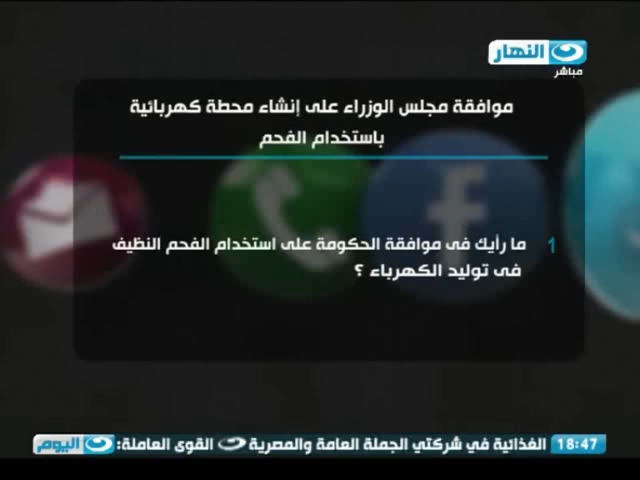 النهار
مباشر
موافقة مجلس الوزراء على إنشاء محطة كهربائية
باستخدام الفحم
1 ما رأيك فى موافقة الحكومة على استخدام الفحم النظيف
فى توليد الكهرباء ؟
18:47 الغذائية في شركتي الجملة العامة والمصرية القوى العاملة: اليوم